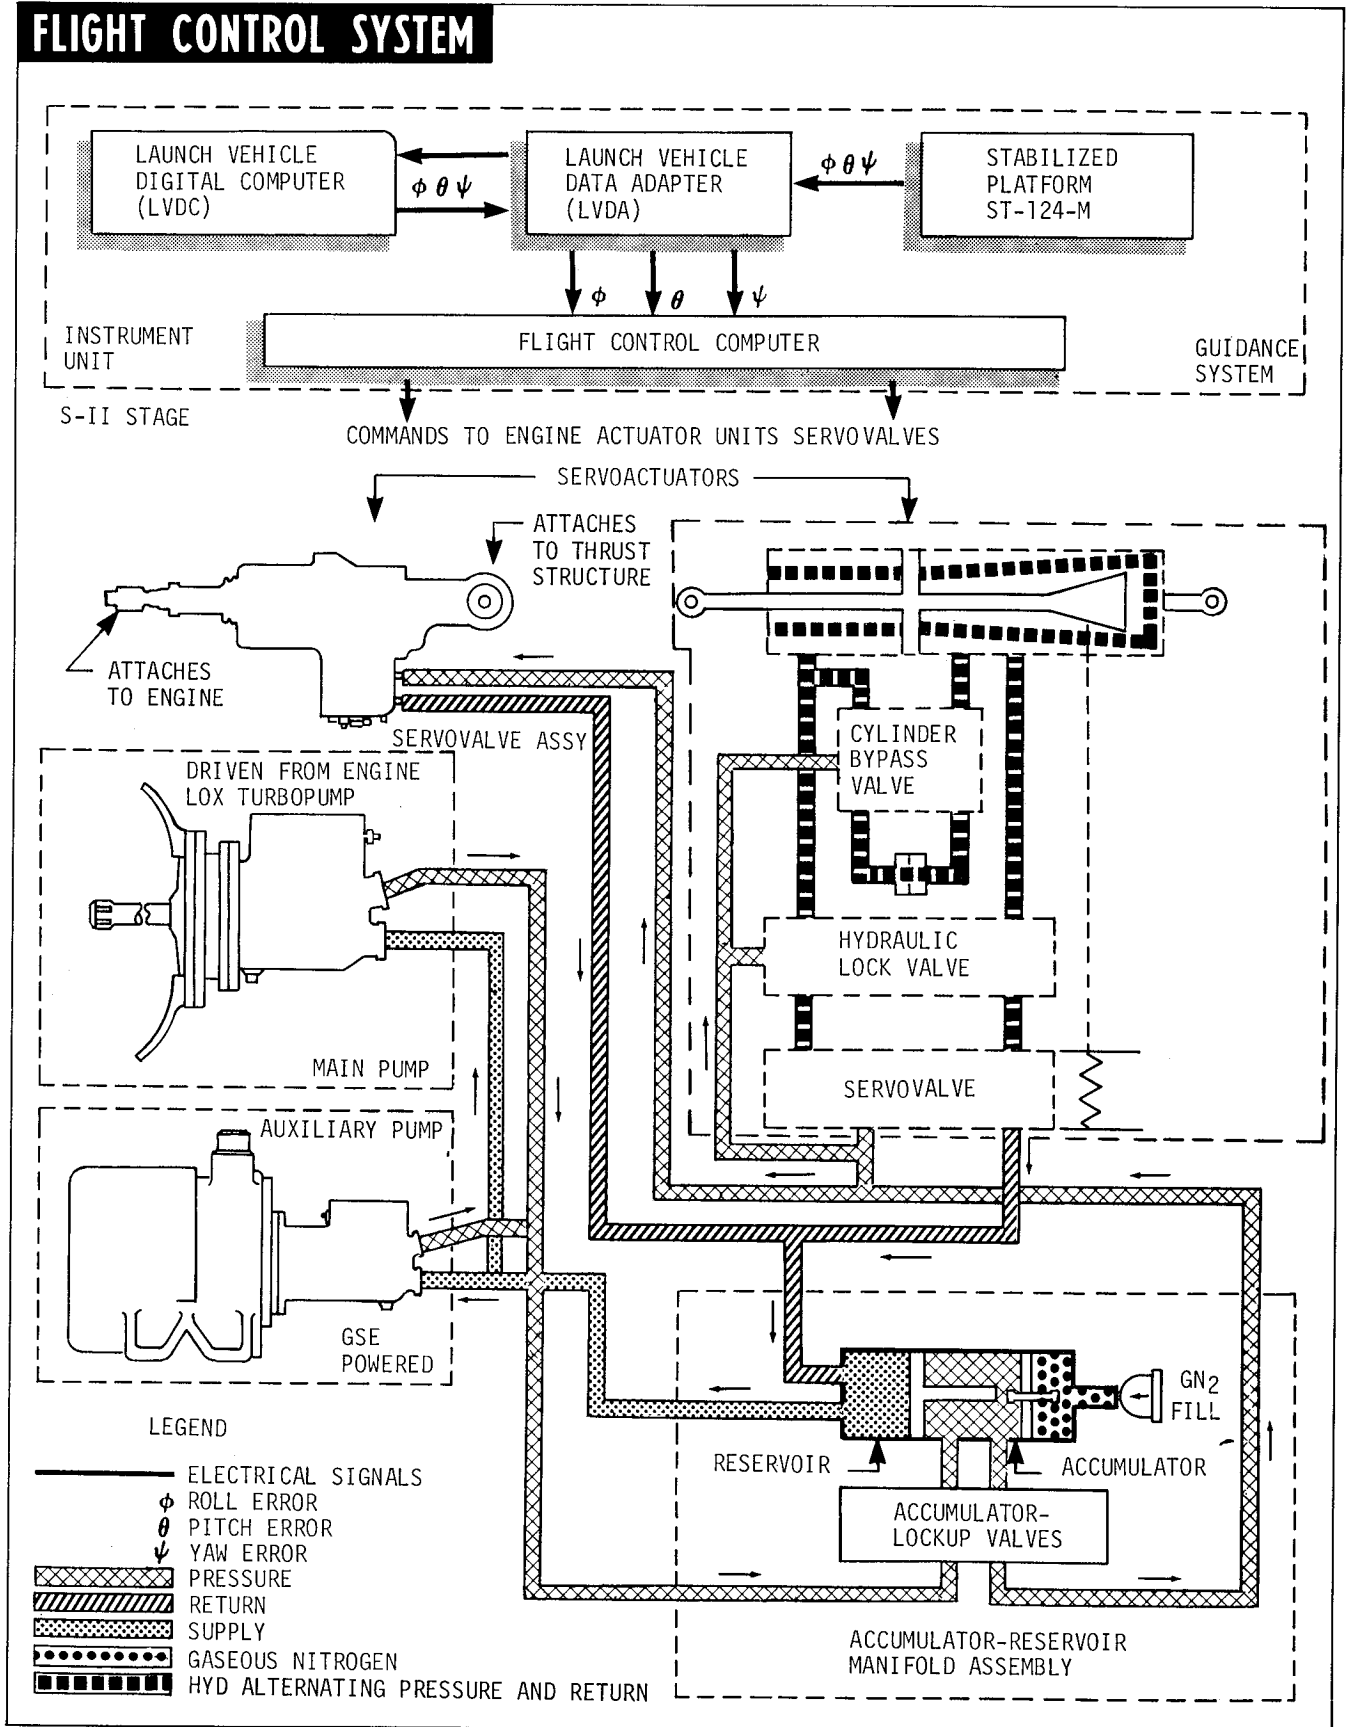 FLIGHT CONTROL SYSTEM
LAUNCH VEHICLE
DIGITAL COMPUTER
(LVDC)
ϕ θ ψ
LAUNCH VEHICLE
DATA ADAPTER
(LVDA)
ϕ θ ψ
STABILIZED
PLATFORM
ST-124-M
ϕ
θ
ψ
INSTRUMENT
UNIT
FLIGHT CONTROL COMPUTER
GUIDANCE
SYSTEM
S-II STAGE
COMMANDS TO ENGINE ACTUATOR UNITS SERVOVALVES
SERVOACTUATORS
ATTACHES
TO THRUST
STRUCTURE
ATTACHES
TO ENGINE
SERVOVALVE ASSY
CYLINDER
BYPASS
VALVE
DRIVEN FROM ENGINE
LOX TURBOPUMP
HYDRAULIC
LOCK VALVE
MAIN PUMP
SERVOVALVE
AUXILIARY PUMP
GSE
POWERED
GN2
FILL
RESERVOIR
ACCUMULATOR
ACCUMULATOR-
LOCKUP VALVES
ACCUMULATOR-RESERVOIR
MANIFOLD ASSEMBLY
LEGEND
ELECTRICAL SIGNALS
ϕ ROLL ERROR
θ PITCH ERROR
ψ YAW ERROR
PRESSURE
RETURN
SUPPLY
GASEOUS NITROGEN
HYD ALTERNATING PRESSURE AND RETURN